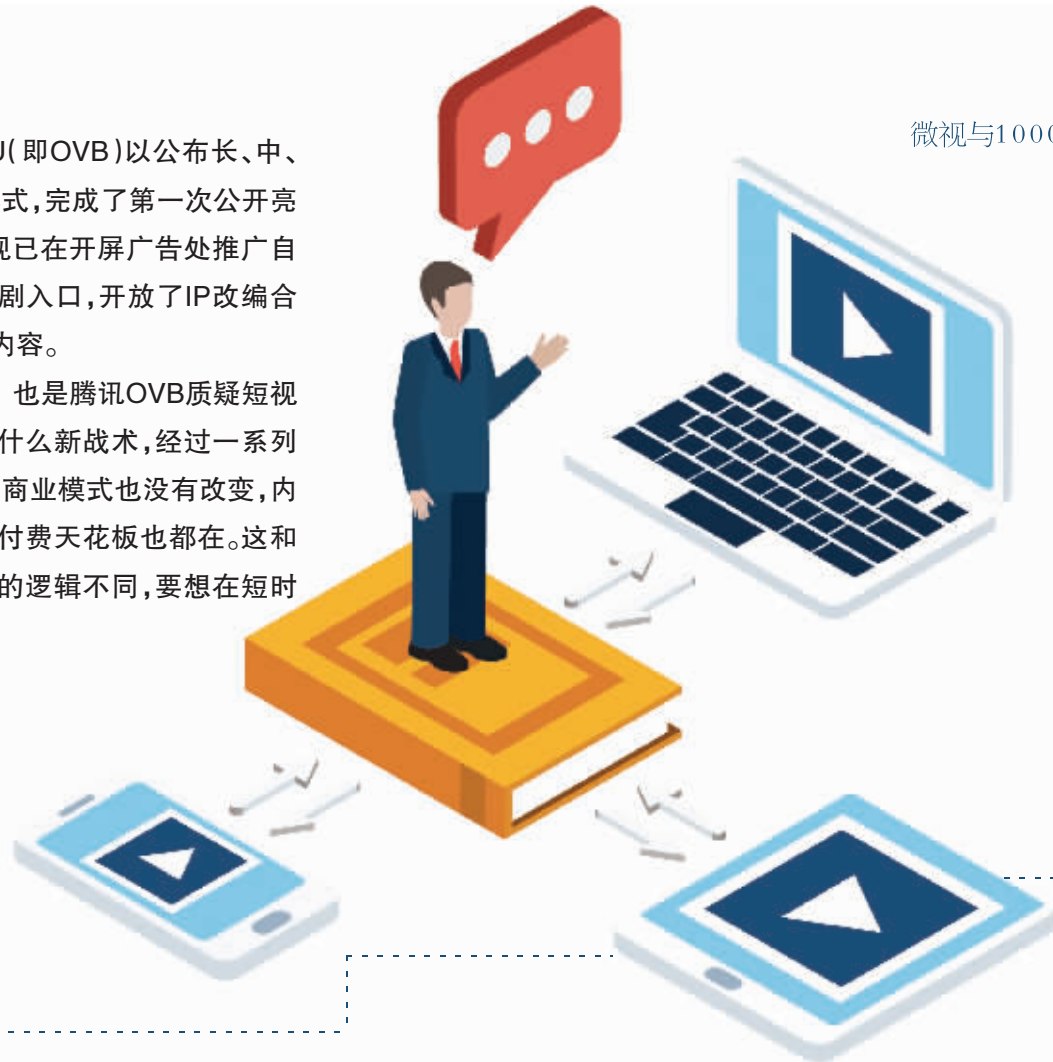 (即OVB)以公布长、中、
式,完成了第一次公开亮
现已在开屏广告处推广自
剧入口,开放了IP改编合
内容。
也是腾讯OVB质疑短视
什么新战术,经过一系列
商业模式也没有改变,内
付费天花板也都在。这和
的逻辑不同,要想在短时
微视与1000